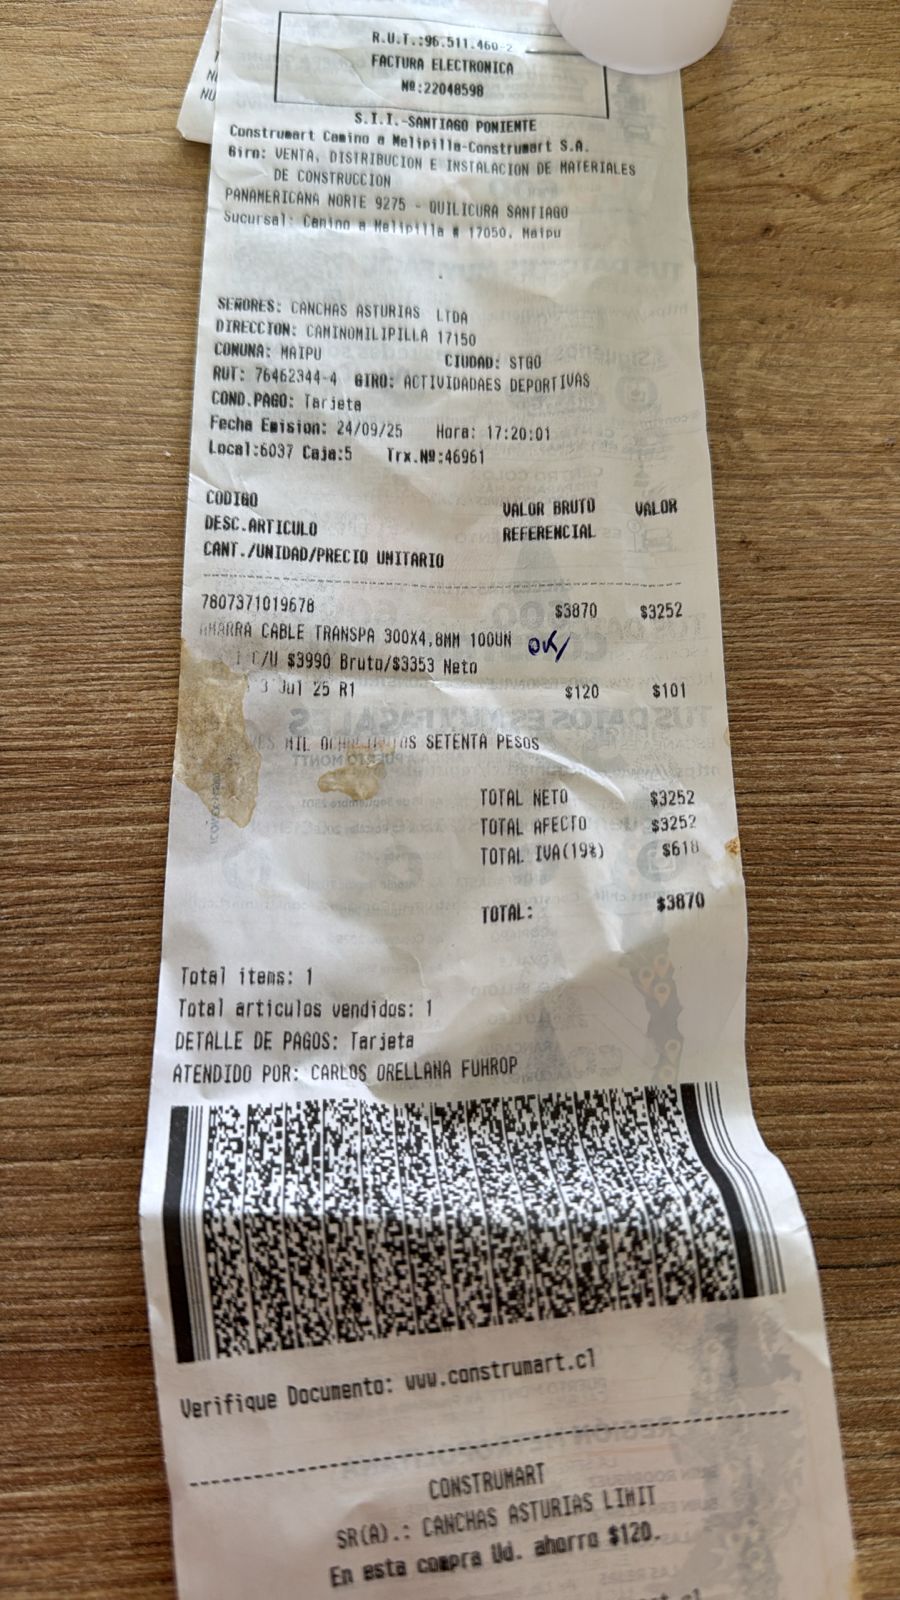 R.U.T.:96.511.460-2
FACTURA ELECTRONICA
Nº:22048598
S.I.I.-SANTIAGO PONIENTE
Construmart Camino a Melipilla-Construmart S.A.
Giro: VENTA, DISTRIBUCION E INSTALACION DE MATERIALES
DE CONSTRUCCION
PANAMERICANA NORTE 9275 - QUILICURA SANTIAGO
Sucursal: Camino a Melipilla # 17050, Maipu
SEÑORES: CANCHAS ASTURIAS LTDA
DIRECCION: CAMINOMILIPILLA 17150
COMUNA: MAIPU CIUDAD: STGO
RUT: 76462344-4 GIRO: ACTIVIDADAES DEPORTIVAS
COND.PAGO: Tarjeta
Fecha Emision: 24/09/25 Hora: 17:20:01
Local:6037 Caja:5 Trx.Nº:46961
CODIGO VALOR BRUTO VALOR
DESC.ARTICULO REFERENCIAL
CANT./UNIDAD/PRECIO UNITARIO
7807371019678 $3870 $3252
AMARRA CABLE TRANSPA 300X4,8MM 100UN OK/
C/U $3990 Bruto/$3353 Neto
Jul 25 R1 $120 $101
MIL OCHOCIENTOS SETENTA PESOS
TOTAL NETO $3252
TOTAL AFECTO $3252
TOTAL IVA(19%) $618
TOTAL: $3870
Total items: 1
Total articulos vendidos: 1
DETALLE DE PAGOS: Tarjeta
ATENDIDO POR: CARLOS ORELLANA FUHROP
Verifique Documento: www.construmart.cl
CONSTRUMART
SR(A).: CANCHAS ASTURIAS LIMIT
En esta compra Ud. ahorro $120.